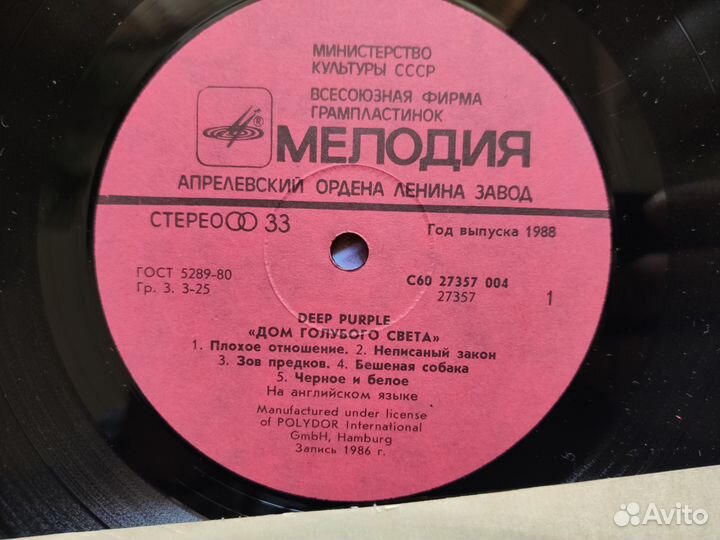 МИНИСТЕРСТВО
КУЛЬТУРЫ СССР
ВСЕСОЮЗНАЯ ФИРМА
ГРАМПЛАСТИНОК
®
МЕЛОДИЯ
АПРЕЛЕВСКИЙ ОРДЕНА ЛЕНИНА ЗАВОД
СТЕРЕО 33
Год выпуска 1988
ГОСТ 5289-80
Гр. 3. 3-25
С60 27357 004
27357
1
DEEP PURPLE
«ДОМ ГОЛУБОГО СВЕТА»
1. Плохое отношение. 2. Неписаный закон
3. Зов предков. 4. Бешеная собака
5. Черное и белое
На английском языке
Manufactured under license
of POLYDOR International
GmbH, Hamburg
Запись 1986 г.
Avito